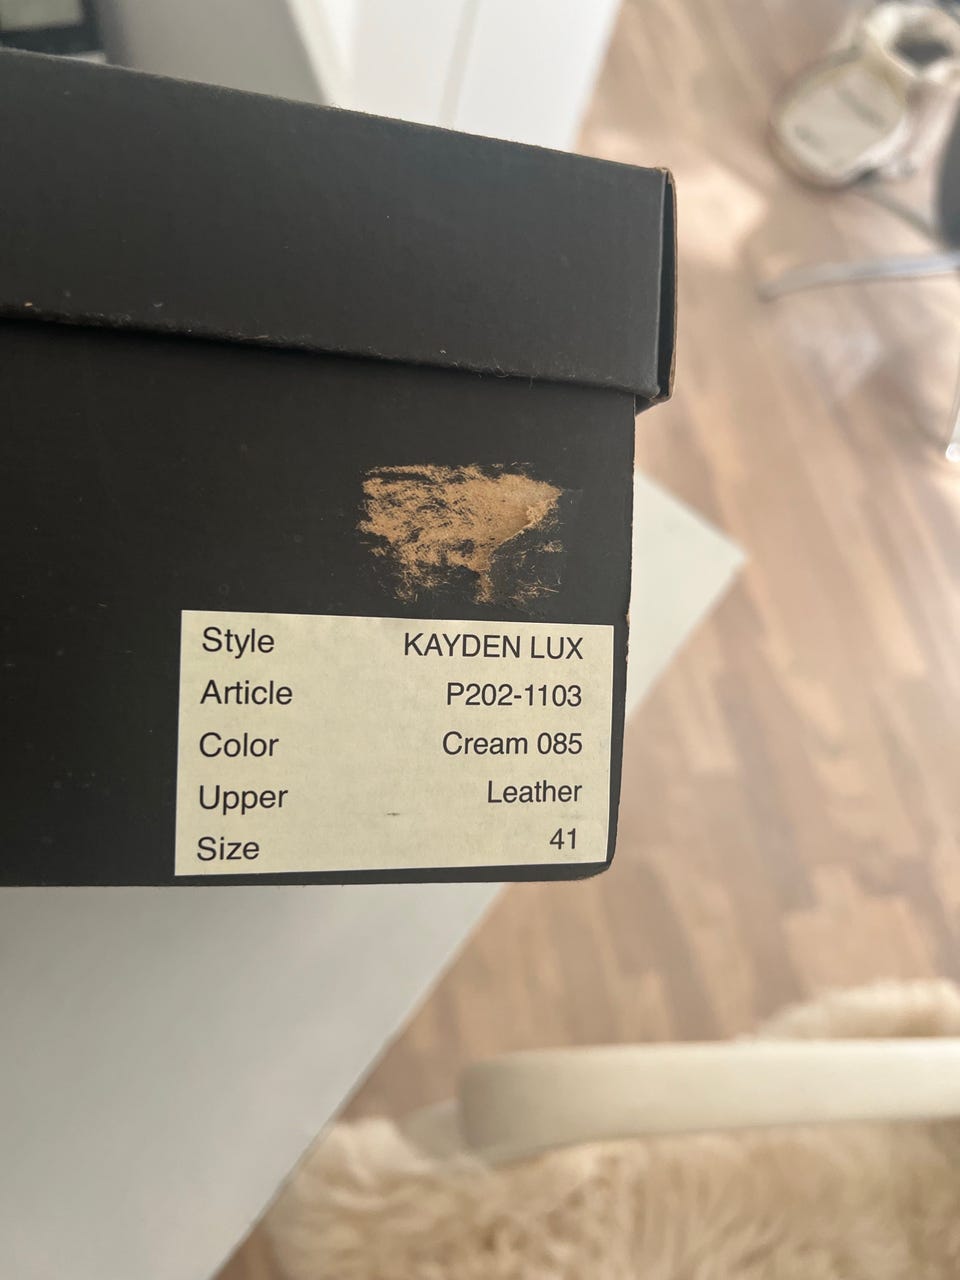 Style KAYDEN LUX
Article P202-1103
Color Cream 085
Upper Leather
Size 41